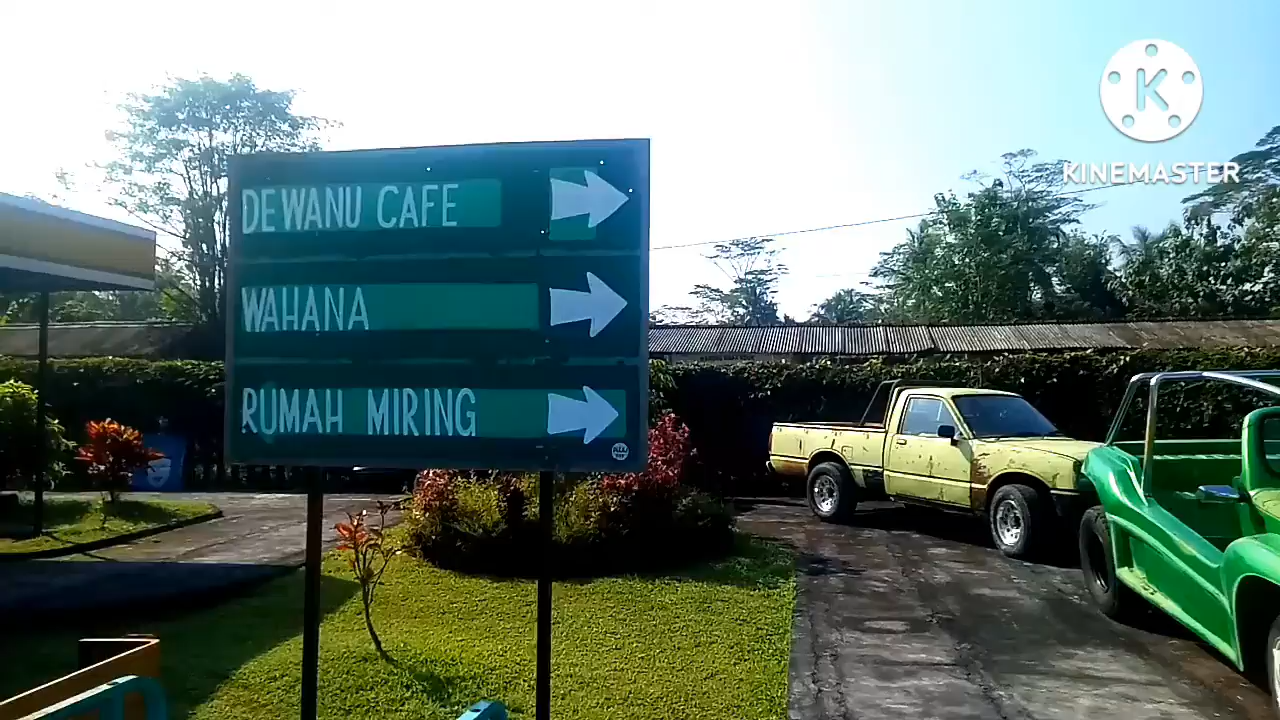 DEWANU CAFE
WAHANA
RUMAH MIRING
K
KINEMASTER